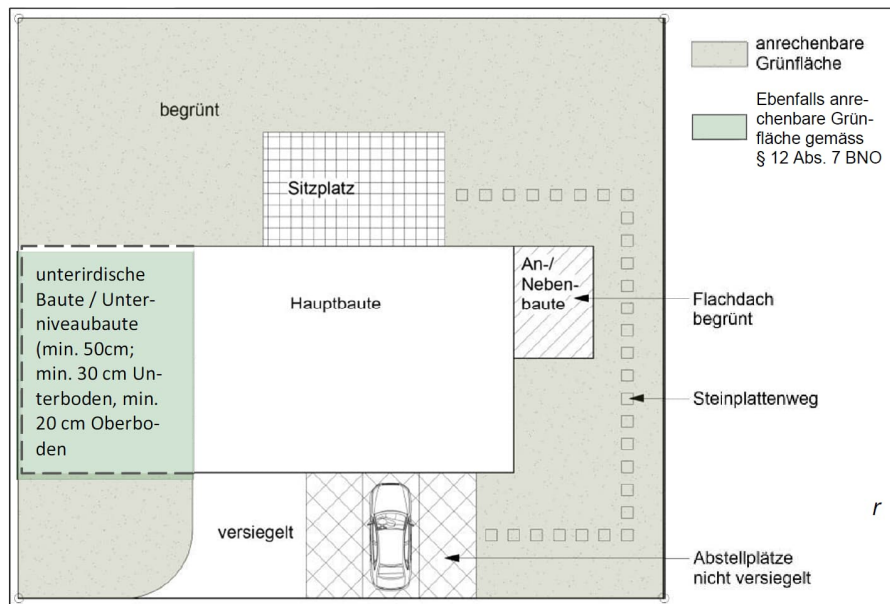 anrechenbare
Grünfläche
begrünt
Ebenfalls anre-
chenbare Grün-
fläche gemäss
§ 12 Abs. 7 BNO
Sitzplatz
unterirdische
Baute / Unter-
niveaubaute
(min. 50cm;
min. 30 cm Un-
terboden, min.
20 cm Oberbo-
den
Hauptbaute
An-/
Neben-
baute
Flachdach
begrünt
Steinplattenweg
r
versiegelt
Abstellplätze
nicht versiegelt